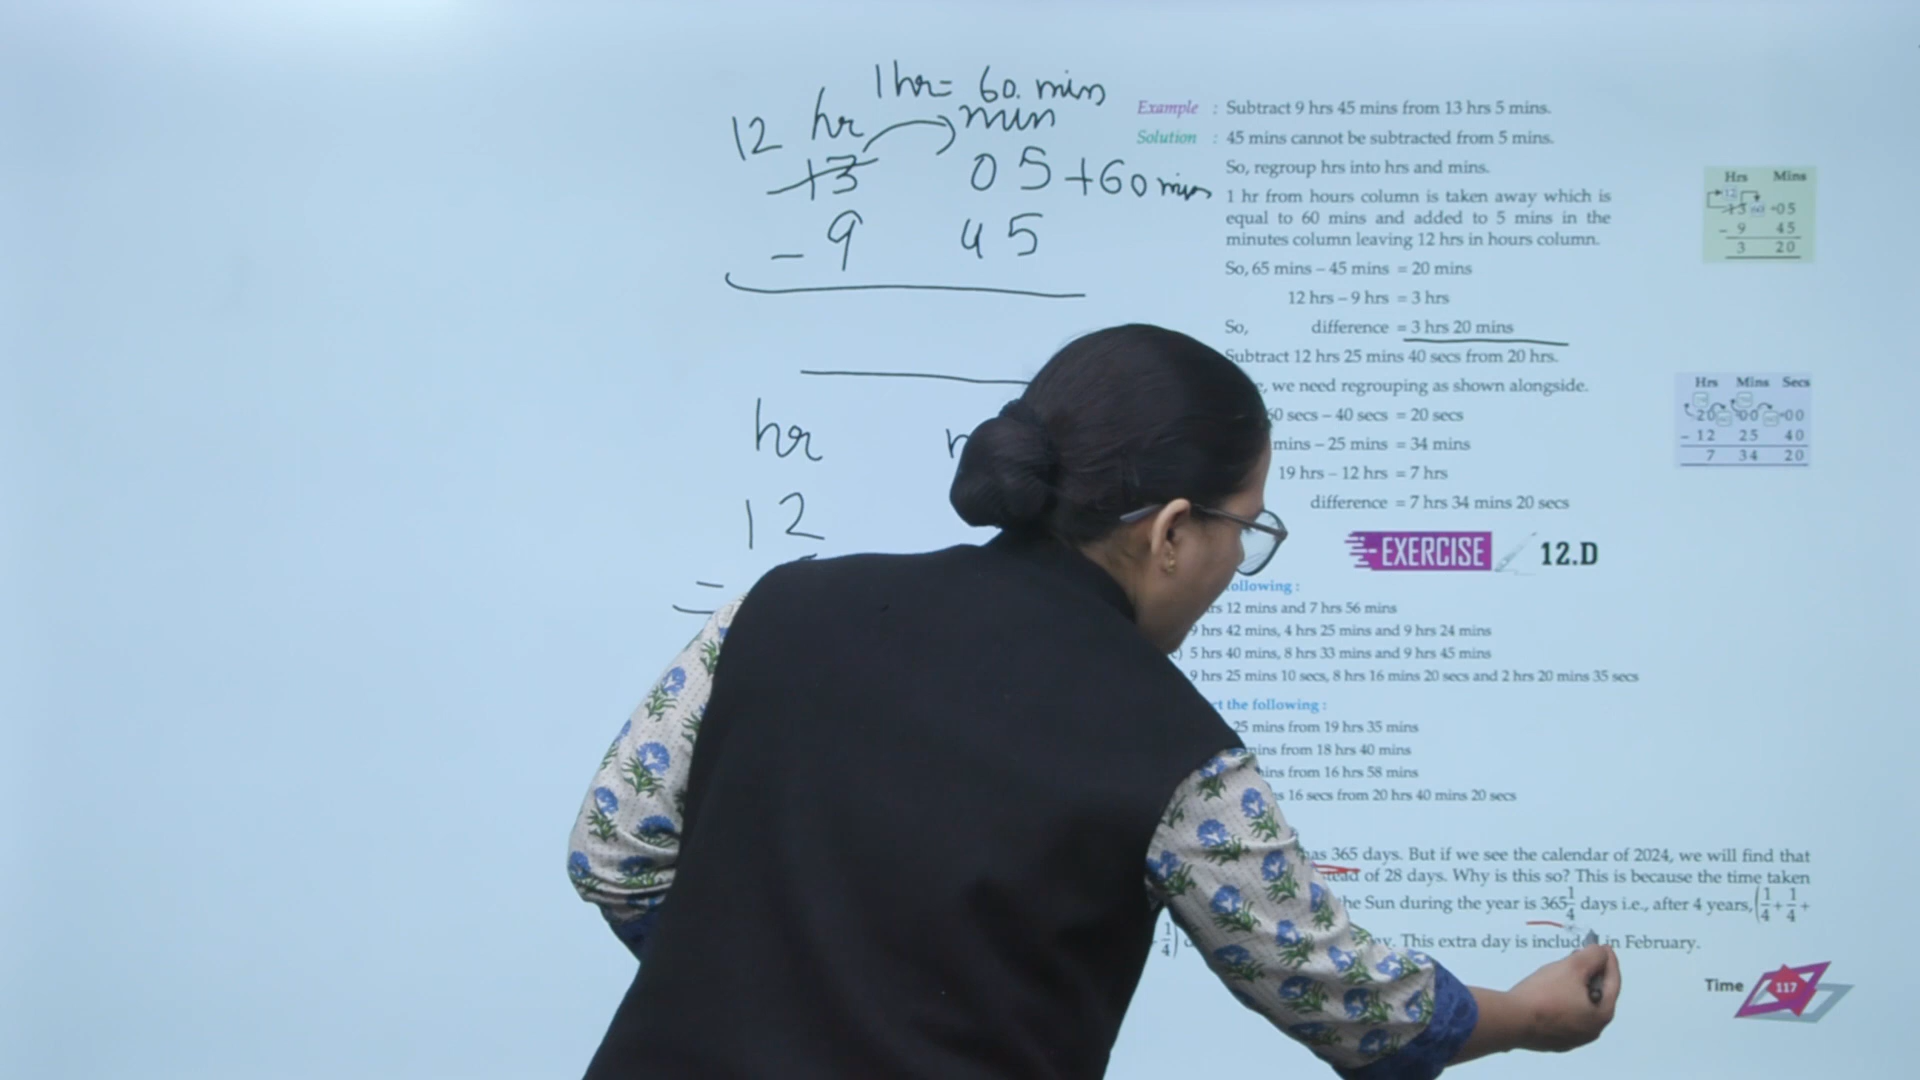 1 hr = 60. mins
12 hr min
13 05 + 60 mins
- 9 45
hr
12
Example : Subtract 9 hrs 45 mins from 13 hrs 5 mins.
Solution : 45 mins cannot be subtracted from 5 mins.
So, regroup hrs into hrs and mins.
1 hr from hours column is taken away which is
equal to 60 mins and added to 5 mins in the
minutes column leaving 12 hrs in hours column.
So, 65 mins – 45 mins = 20 mins
12 hrs – 9 hrs = 3 hrs
So, difference = 3 hrs 20 mins
Subtract 12 hrs 25 mins 40 secs from 20 hrs.
, we need regrouping as shown alongside.
60 secs – 40 secs = 20 secs
mins – 25 mins = 34 mins
19 hrs – 12 hrs = 7 hrs
difference = 7 hrs 34 mins 20 secs
Hrs Mins
12
13 60 +05
- 9 45
3 20
Hrs Mins Secs
20 00 00
- 12 25 40
7 34 20
EXERCISE 12.D
following :
12 mins and 7 hrs 56 mins
9 hrs 42 mins, 4 hrs 25 mins and 9 hrs 24 mins
5 hrs 40 mins, 8 hrs 33 mins and 9 hrs 45 mins
9 hrs 25 mins 10 secs, 8 hrs 16 mins 20 secs and 2 hrs 20 mins 35 secs
the following :
25 mins from 19 hrs 35 mins
mins from 18 hrs 40 mins
from 16 hrs 58 mins
16 secs from 20 hrs 40 mins 20 secs
has 365 days. But if we see the calendar of 2024, we will find that
of 28 days. Why is this so? This is because the time taken
the Sun during the year is 365 1/4 days i.e., after 4 years, (1/4 + 1/4 +
1/4) . This extra day is included in February.
Time 117